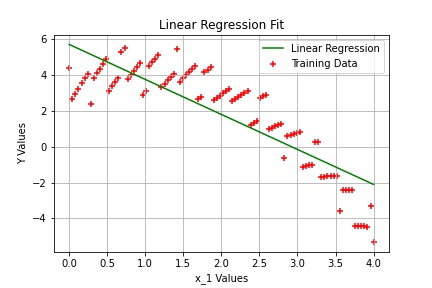 Linear Regression Fit
Linear Regression
Training Data
Y Values
6
4
2
0
−2
−4
0.0 0.5 1.0 1.5 2.0 2.5 3.0 3.5 4.0
x_1 Values